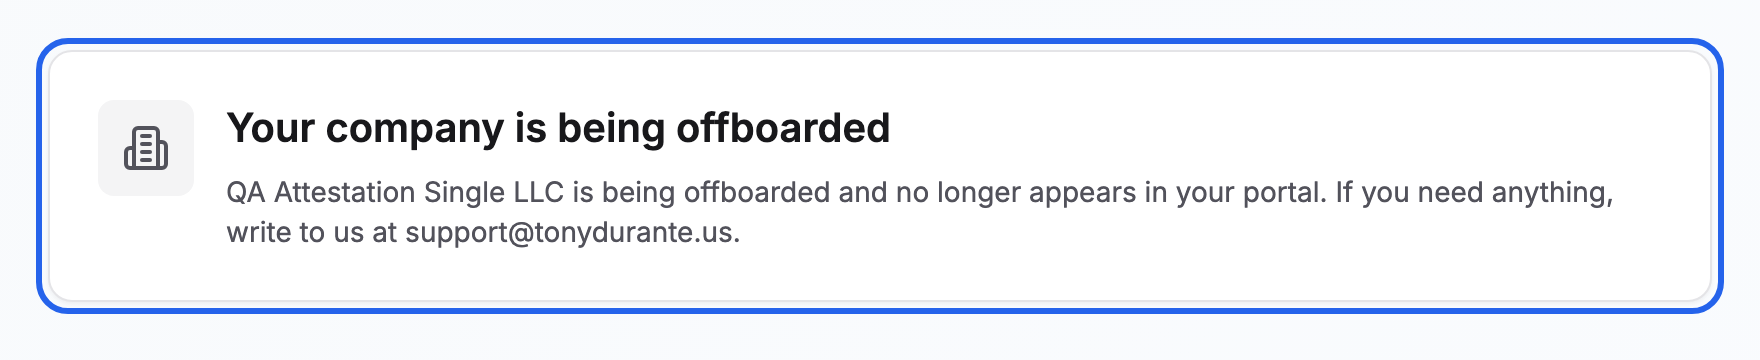 Your company is being offboarded
QA Attestation Single LLC is being offboarded and no longer appears in your portal. If you need anything,
write to us at support@tonydurante.us.